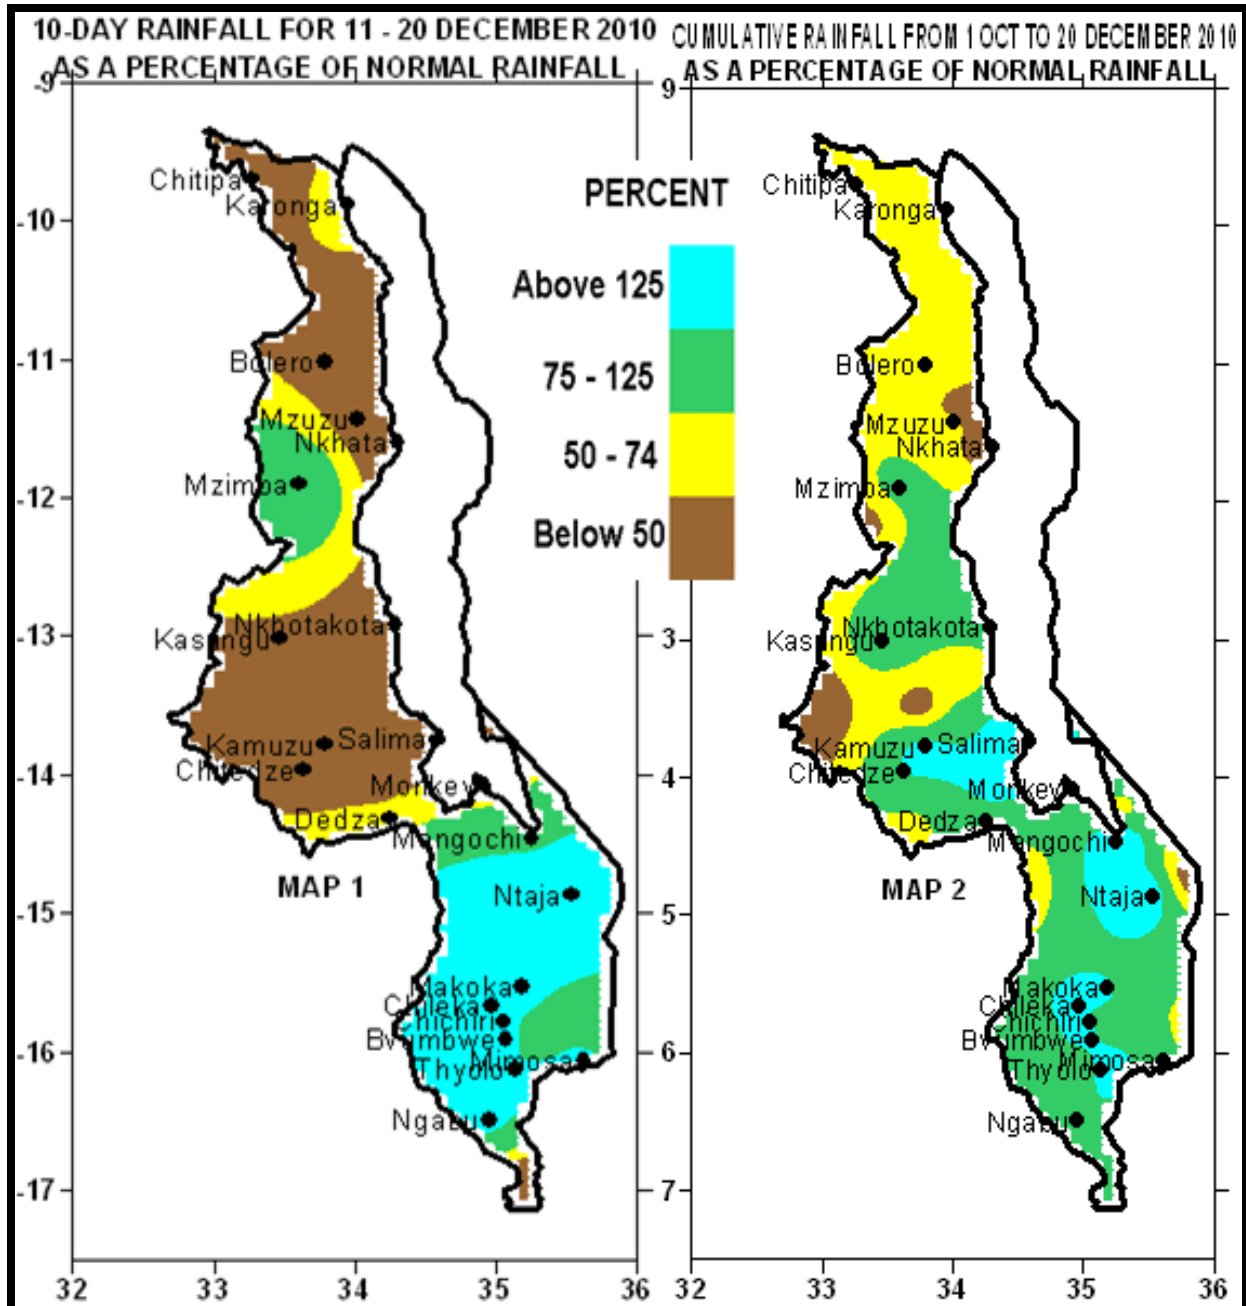 10-DAY RAINFALL FOR 11 - 20 DECEMBER 2010
AS A PERCENTAGE OF NORMAL RAINFALL
CUMULATIVE RAINFALL FROM 1 OCT TO 20 DECEMBER 2010
AS A PERCENTAGE OF NORMAL RAINFALL
-9
-10
-11
-12
-13
-14
-15
-16
-17
32
33
34
35
36
Chitipa
Karonga
Bolero
Mzuzu
Nkhata
Mzimba
Nkhotakota
Kasungu
Kamuzu
Salima
Chitedze
Monkey
Dedza
Mangochi
MAP 1
Ntaja
Makoka
Chileka
Chichiri
Bvumbwe
Mimosa
Thyolo
Ngabu
PERCENT
Above 125
75 - 125
50 - 74
Below 50
9
3
4
5
6
7
32
33
34
35
36
Chitipa
Karonga
Bolero
Mzuzu
Nkhata
Mzimba
Nkhotakota
Kasungu
Kamuzu
Salima
Chitedze
Monkey
Dedza
Mangochi
MAP 2
Ntaja
Makoka
Chileka
Chichiri
Bvumbwe
Mimosa
Thyolo
Ngabu